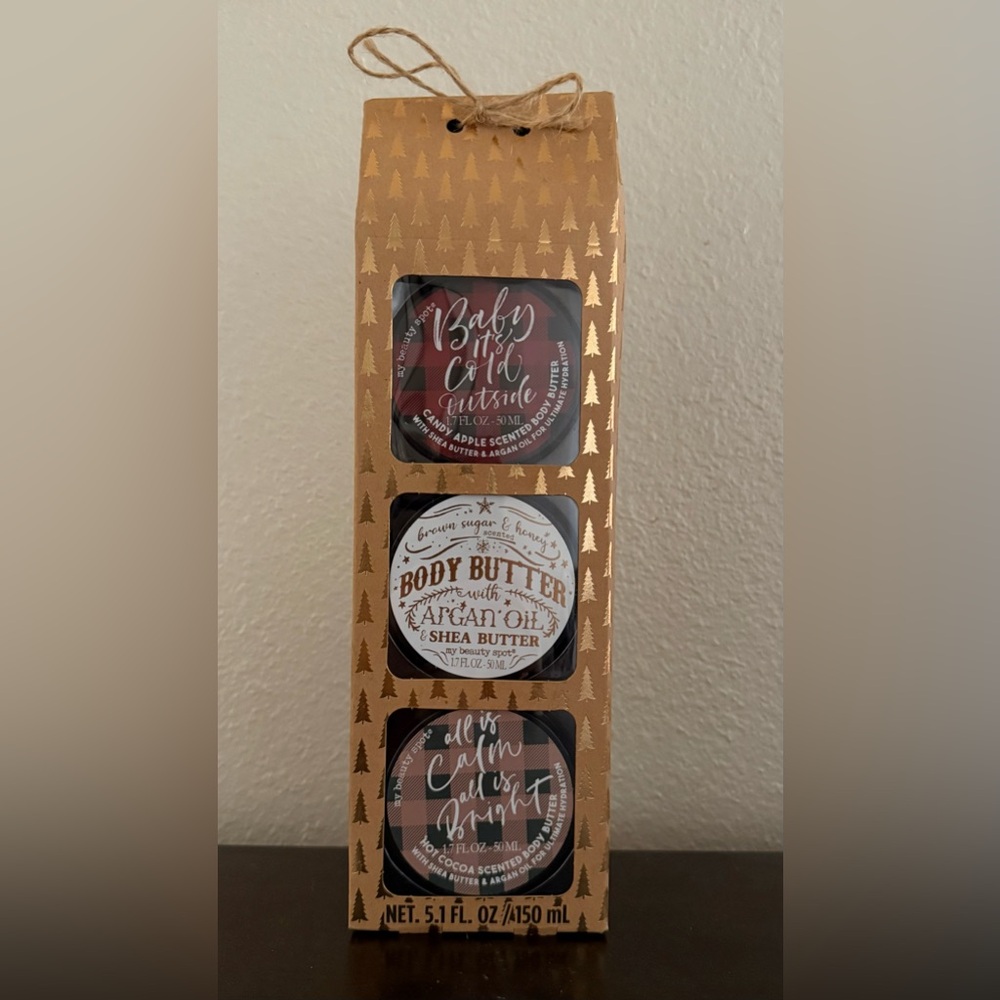 my beauty spot®
Baby
it's
Cold
outside
1.7 FL OZ - 50 ML
CANDY APPLE SCENTED BODY BUTTER
WITH SHEA BUTTER & ARGAN OIL FOR ULTIMATE HYDRATION
brown sugar & honey
scented
BODY BUTTER
with
ARGAN OIL
& SHEA BUTTER
my beauty spot®
1.7 FL OZ - 50 ML
my beauty spot®
all is
Calm
all is
Bright
1.7 FL OZ - 50 ML
HOT COCOA SCENTED BODY BUTTER
WITH SHEA BUTTER & ARGAN OIL FOR ULTIMATE HYDRATION
NET. 5.1 FL. OZ / 150 mL